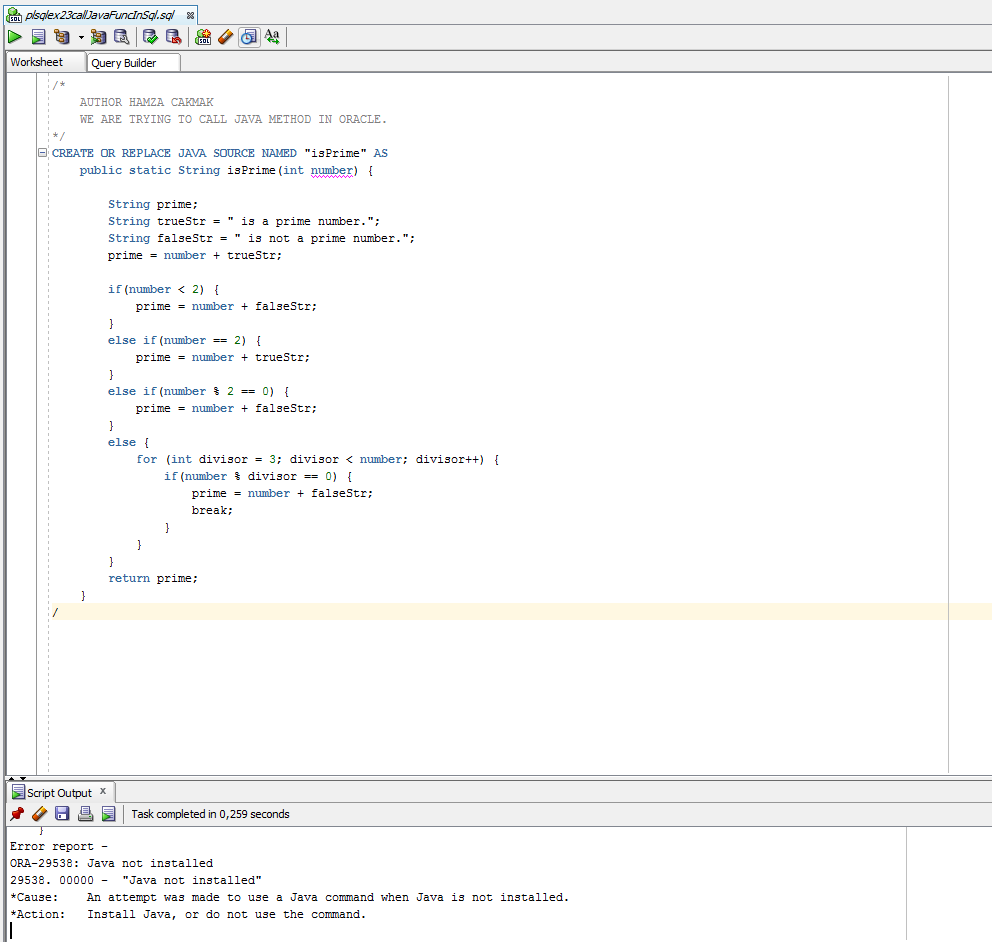 plsqlex23callJavaFuncInSql.sql
Worksheet Query Builder
/*
AUTHOR HAMZA CAKMAK
WE ARE TRYING TO CALL JAVA METHOD IN ORACLE.
*/
CREATE OR REPLACE JAVA SOURCE NAMED "isPrime" AS
public static String isPrime(int number) {
String prime;
String trueStr = " is a prime number.";
String falseStr = " is not a prime number.";
prime = number + trueStr;
if(number < 2) {
prime = number + falseStr;
}
else if(number == 2) {
prime = number + trueStr;
}
else if(number % 2 == 0) {
prime = number + falseStr;
}
else {
for (int divisor = 3; divisor < number; divisor++) {
if(number % divisor == 0) {
prime = number + falseStr;
break;
}
}
}
return prime;
}
/
Script Output x
Task completed in 0,259 seconds
}
Error report -
ORA-29538: Java not installed
29538. 00000 - "Java not installed"
*Cause: An attempt was made to use a Java command when Java is not installed.
*Action: Install Java, or do not use the command.